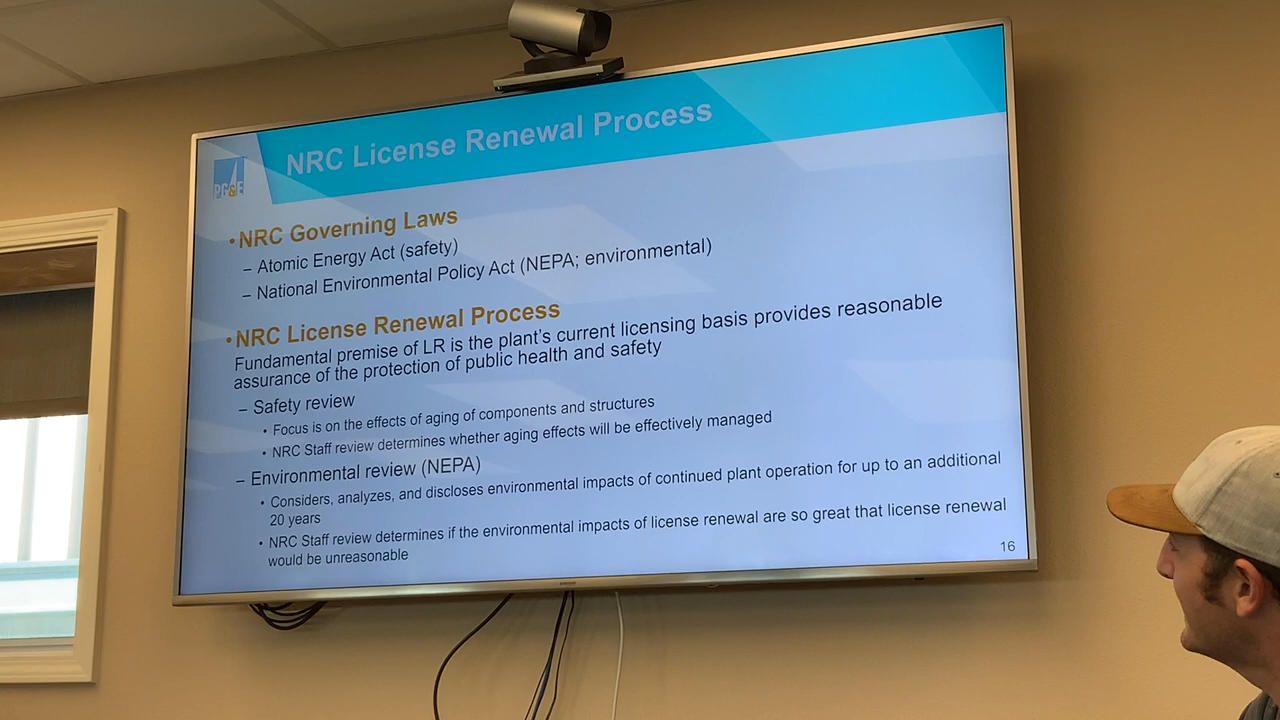 NRC License Renewal Process
PG&E
•NRC Governing Laws
– Atomic Energy Act (safety)
– National Environmental Policy Act (NEPA; environmental)
•NRC License Renewal Process
Fundamental premise of LR is the plant's current licensing basis provides reasonable
assurance of the protection of public health and safety
– Safety review
• Focus is on the effects of aging of components and structures
• NRC Staff review determines whether aging effects will be effectively managed
– Environmental review (NEPA)
• Considers, analyzes, and discloses environmental impacts of continued plant operation for up to an additional
20 years
• NRC Staff review determines if the environmental impacts of license renewal are so great that license renewal
would be unreasonable
16